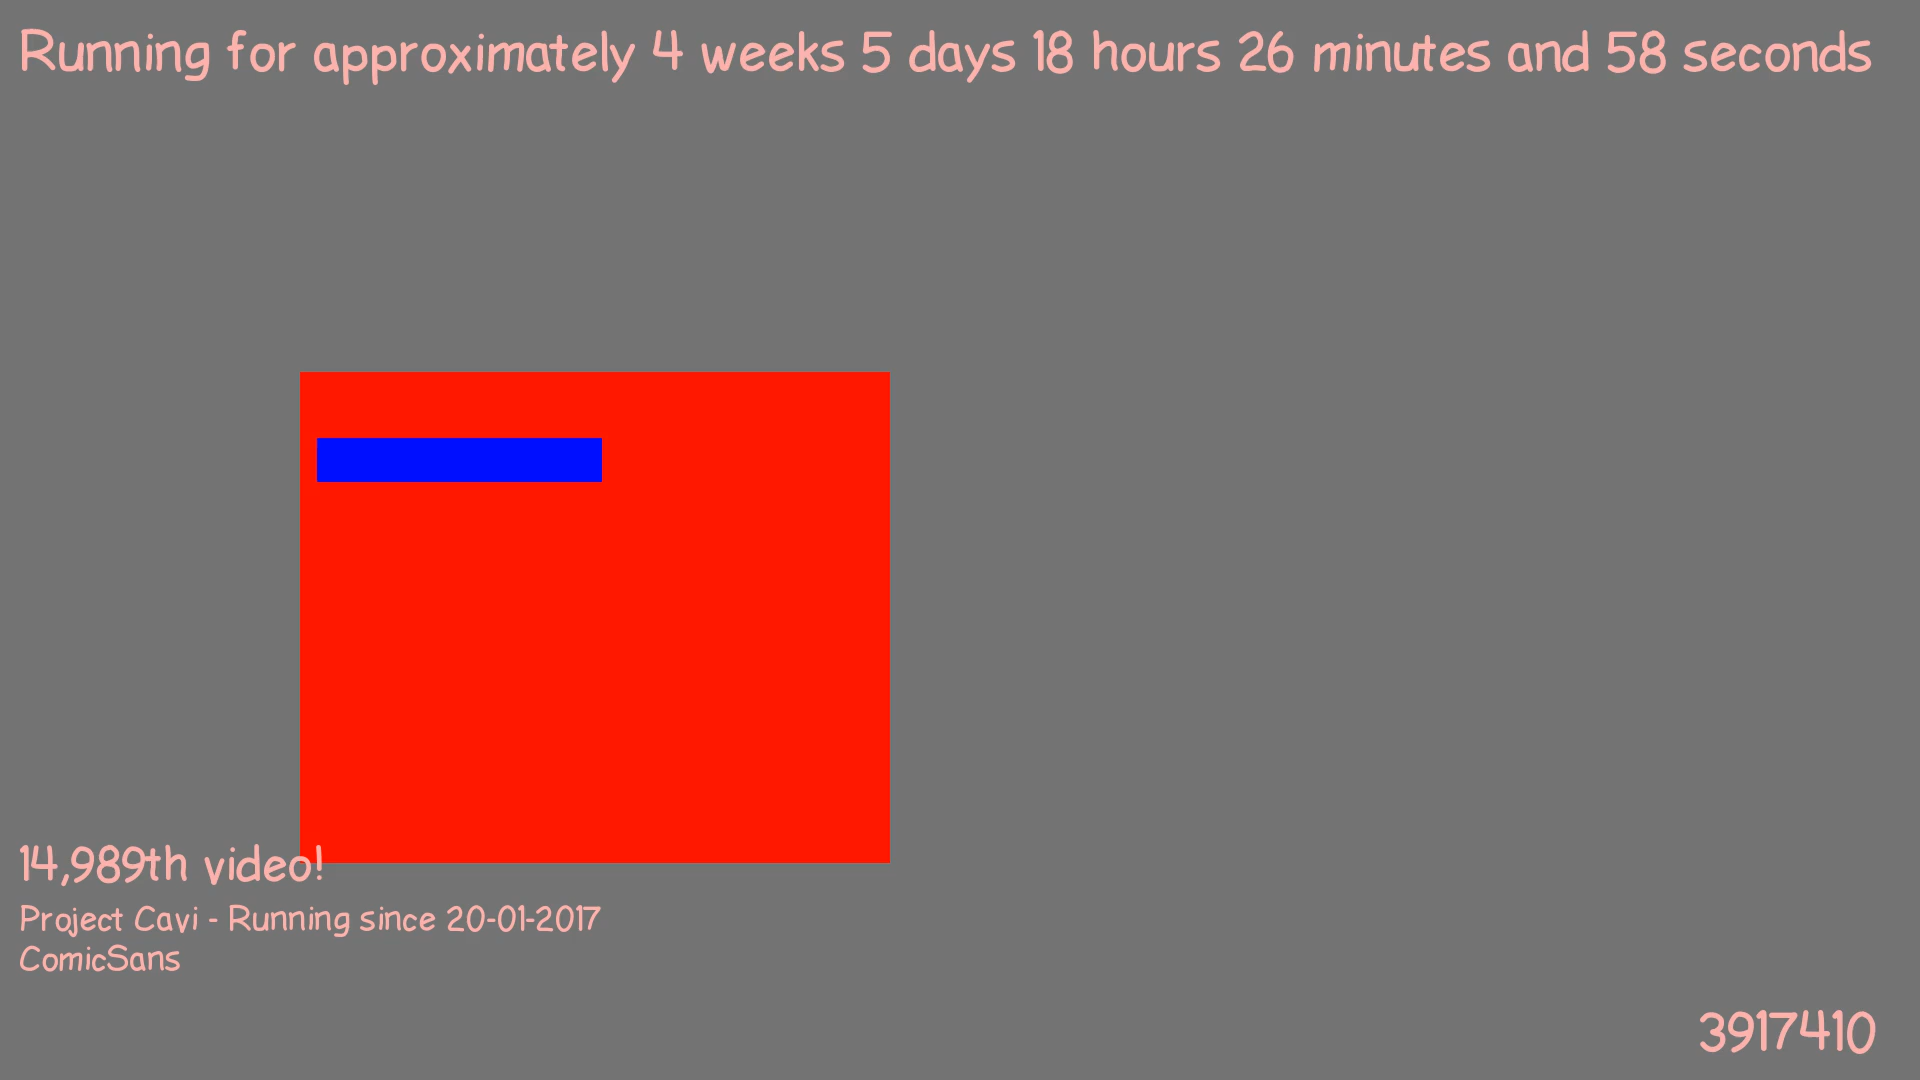 Running for approximately 4 weeks 5 days 18 hours 26 minutes and 58 seconds
14,989th video!
Project Cavi - Running since 20-01-2017
ComicSans
3917410